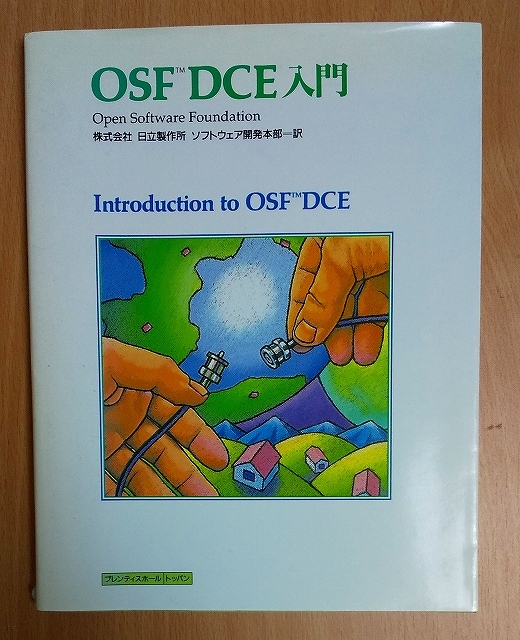 OSF™ DCE 入門
Open Software Foundation
株式会社 日立製作所 ソフトウェア開発本部=訳
Introduction to OSF™ DCE
プレンティスホール トッパン